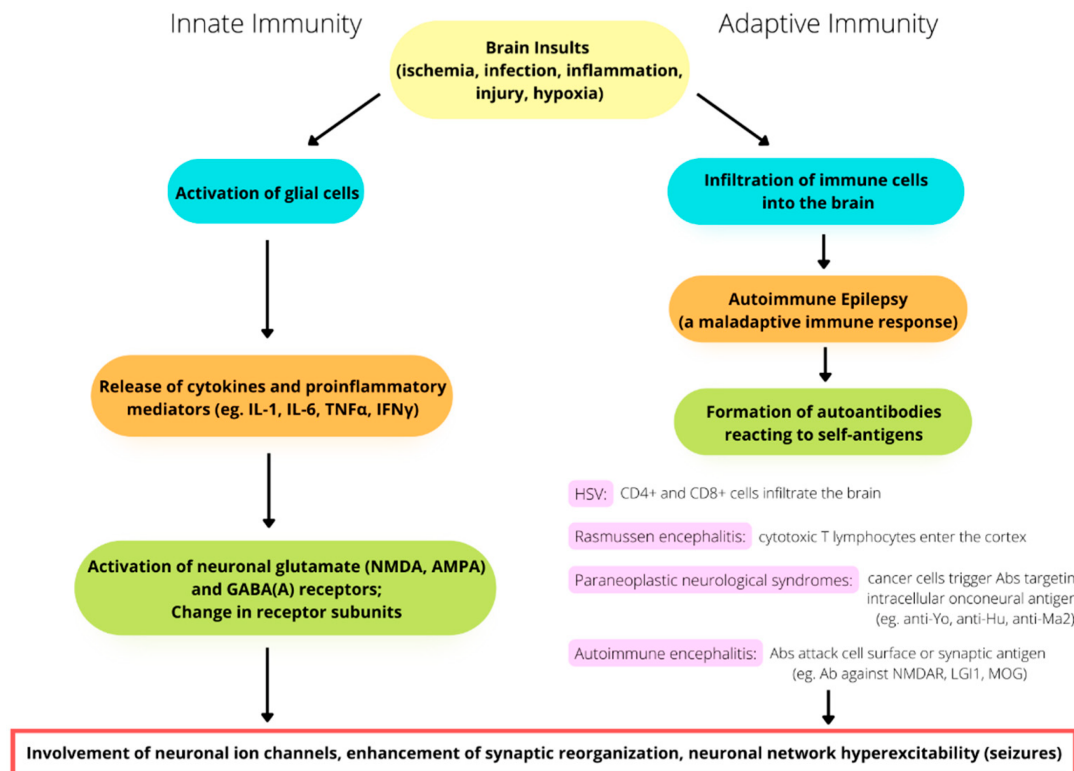 Innate Immunity
Adaptive Immunity
Brain Insults
(ischemia, infection, inflammation,
injury, hypoxia)
Activation of glial cells
Infiltration of immune cells
into the brain
Autoimmune Epilepsy
(a maladaptive immune response)
Release of cytokines and proinflammatory
mediators (eg. IL-1, IL-6, TNFα, IFNγ)
Formation of autoantibodies
reacting to self-antigens
HSV: CD4+ and CD8+ cells infiltrate the brain
Rasmussen encephalitis: cytotoxic T lymphocytes enter the cortex
Activation of neuronal glutamate (NMDA, AMPA)
and GABA(A) receptors;
Change in receptor subunits
Paraneoplastic neurological syndromes: cancer cells trigger Abs targetin
intracellular onconeural antigen
(eg. anti-Yo, anti-Hu, anti-Ma2)
Autoimmune encephalitis: Abs attack cell surface or synaptic antigen
(eg. Ab against NMDAR, LGI1, MOG)
Involvement of neuronal ion channels, enhancement of synaptic reorganization, neuronal network hyperexcitability (seizures)